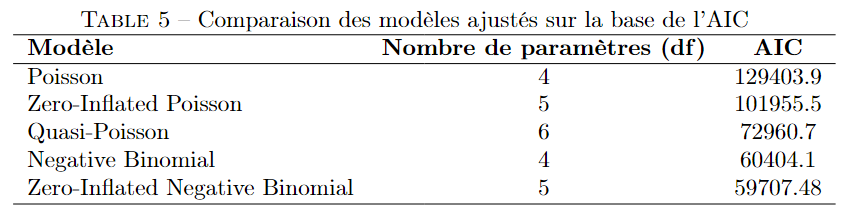 TABLE 5 – Comparaison des modèles ajustés sur la base de l'AIC
Modèle Nombre de paramètres (df) AIC
Poisson 4 129403.9
Zero-Inflated Poisson 5 101955.5
Quasi-Poisson 6 72960.7
Negative Binomial 4 60404.1
Zero-Inflated Negative Binomial 5 59707.48